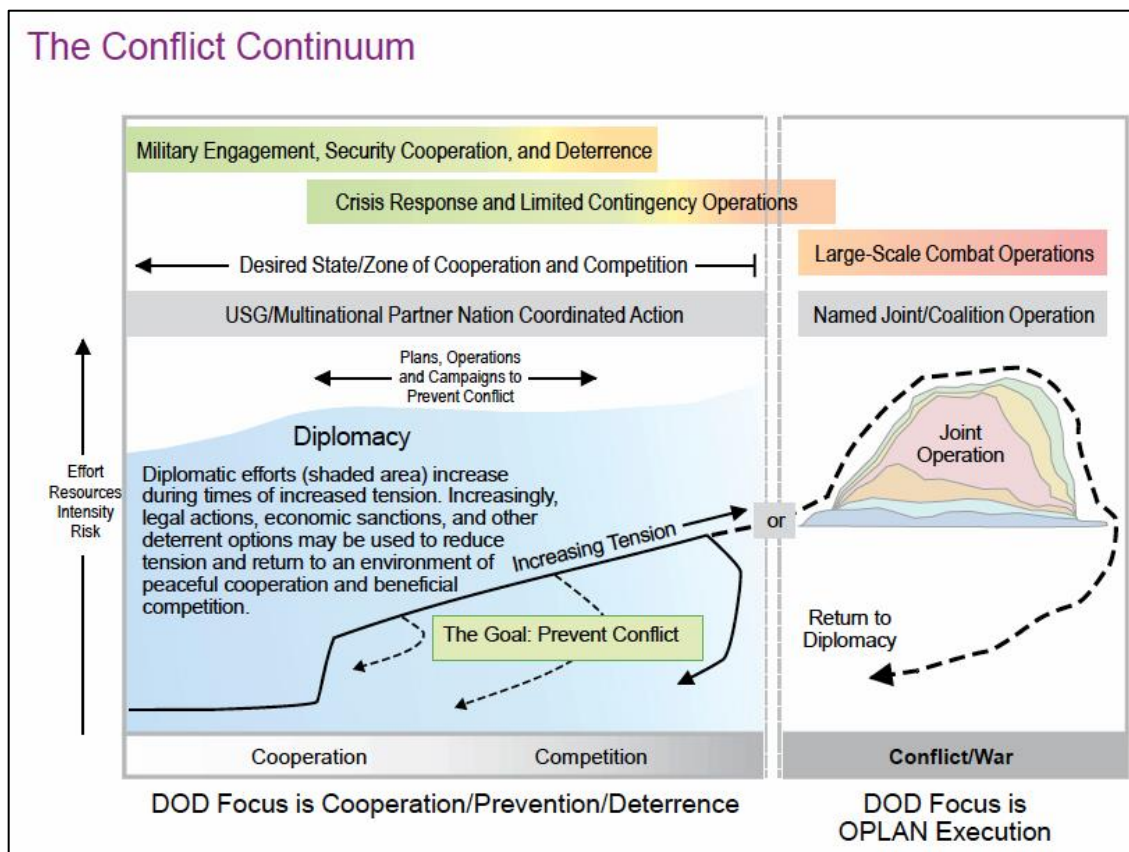 The Conflict Continuum
Military Engagement, Security Cooperation, and Deterrence
Crisis Response and Limited Contingency Operations
Desired State/Zone of Cooperation and Competition
Large-Scale Combat Operations
USG/Multinational Partner Nation Coordinated Action
Named Joint/Coalition Operation
Plans, Operations
and Campaigns to
Prevent Conflict
Diplomacy
Diplomatic efforts (shaded area) increase
during times of increased tension. Increasingly,
legal actions, economic sanctions, and other
deterrent options may be used to reduce
tension and return to an environment of
peaceful cooperation and beneficial
competition.
Effort
Resources
Intensity
Risk
Increasing Tension
or
Joint
Operation
The Goal: Prevent Conflict
Return to
Diplomacy
Cooperation
Competition
Conflict/War
DOD Focus is Cooperation/Prevention/Deterrence
DOD Focus is
OPLAN Execution